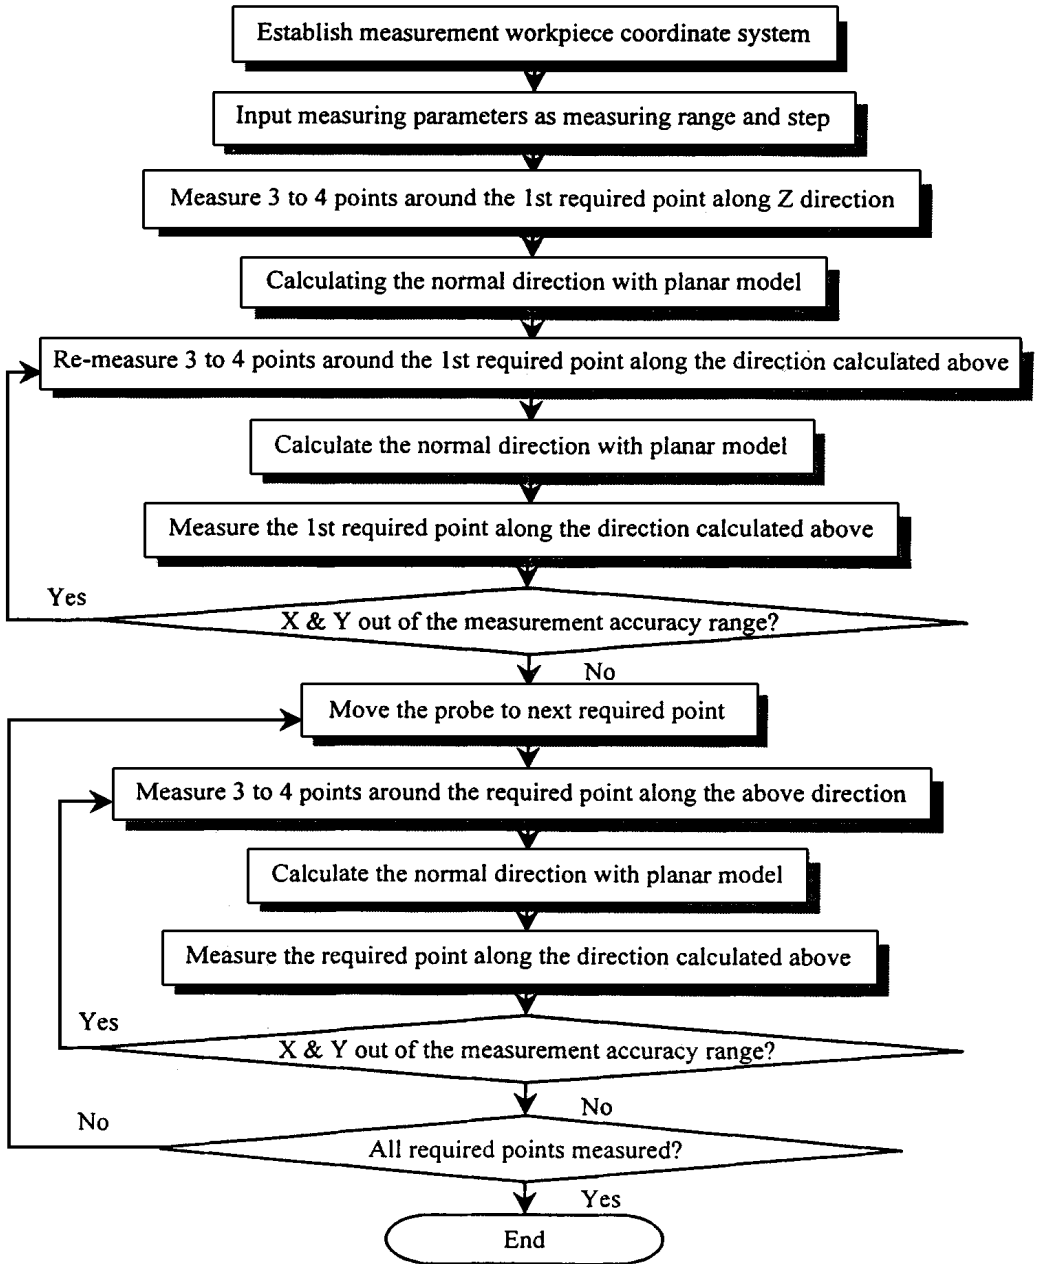 Establish measurement workpiece coordinate system
Input measuring parameters as measuring range and step
Measure 3 to 4 points around the 1st required point along Z direction
Calculating the normal direction with planar model
Re-measure 3 to 4 points around the 1st required point along the direction calculated above
Calculate the normal direction with planar model
Measure the 1st required point along the direction calculated above
Yes
X & Y out of the measurement accuracy range?
No
Move the probe to next required point
Measure 3 to 4 points around the required point along the above direction
Calculate the normal direction with planar model
Measure the required point along the direction calculated above
Yes
X & Y out of the measurement accuracy range?
No
No
All required points measured?
Yes
End